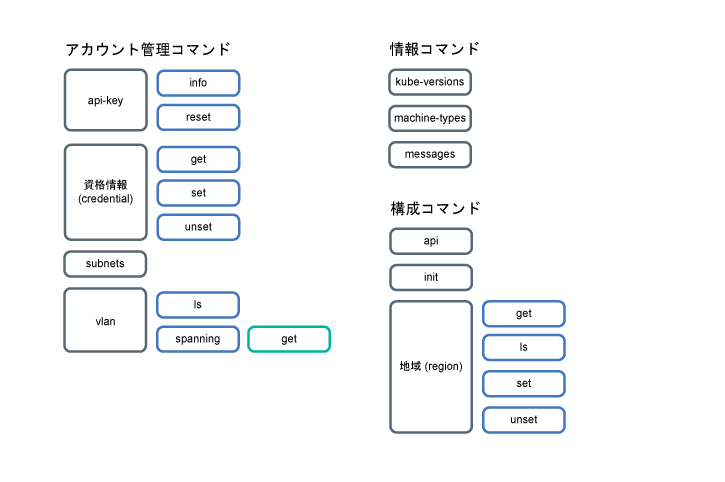 アカウント管理コマンド
api-key
info
reset
資格情報
(credential)
get
set
unset
subnets
vlan
ls
spanning
get
情報コマンド
kube-versions
machine-types
messages
構成コマンド
api
init
地域 (region)
get
ls
set
unset